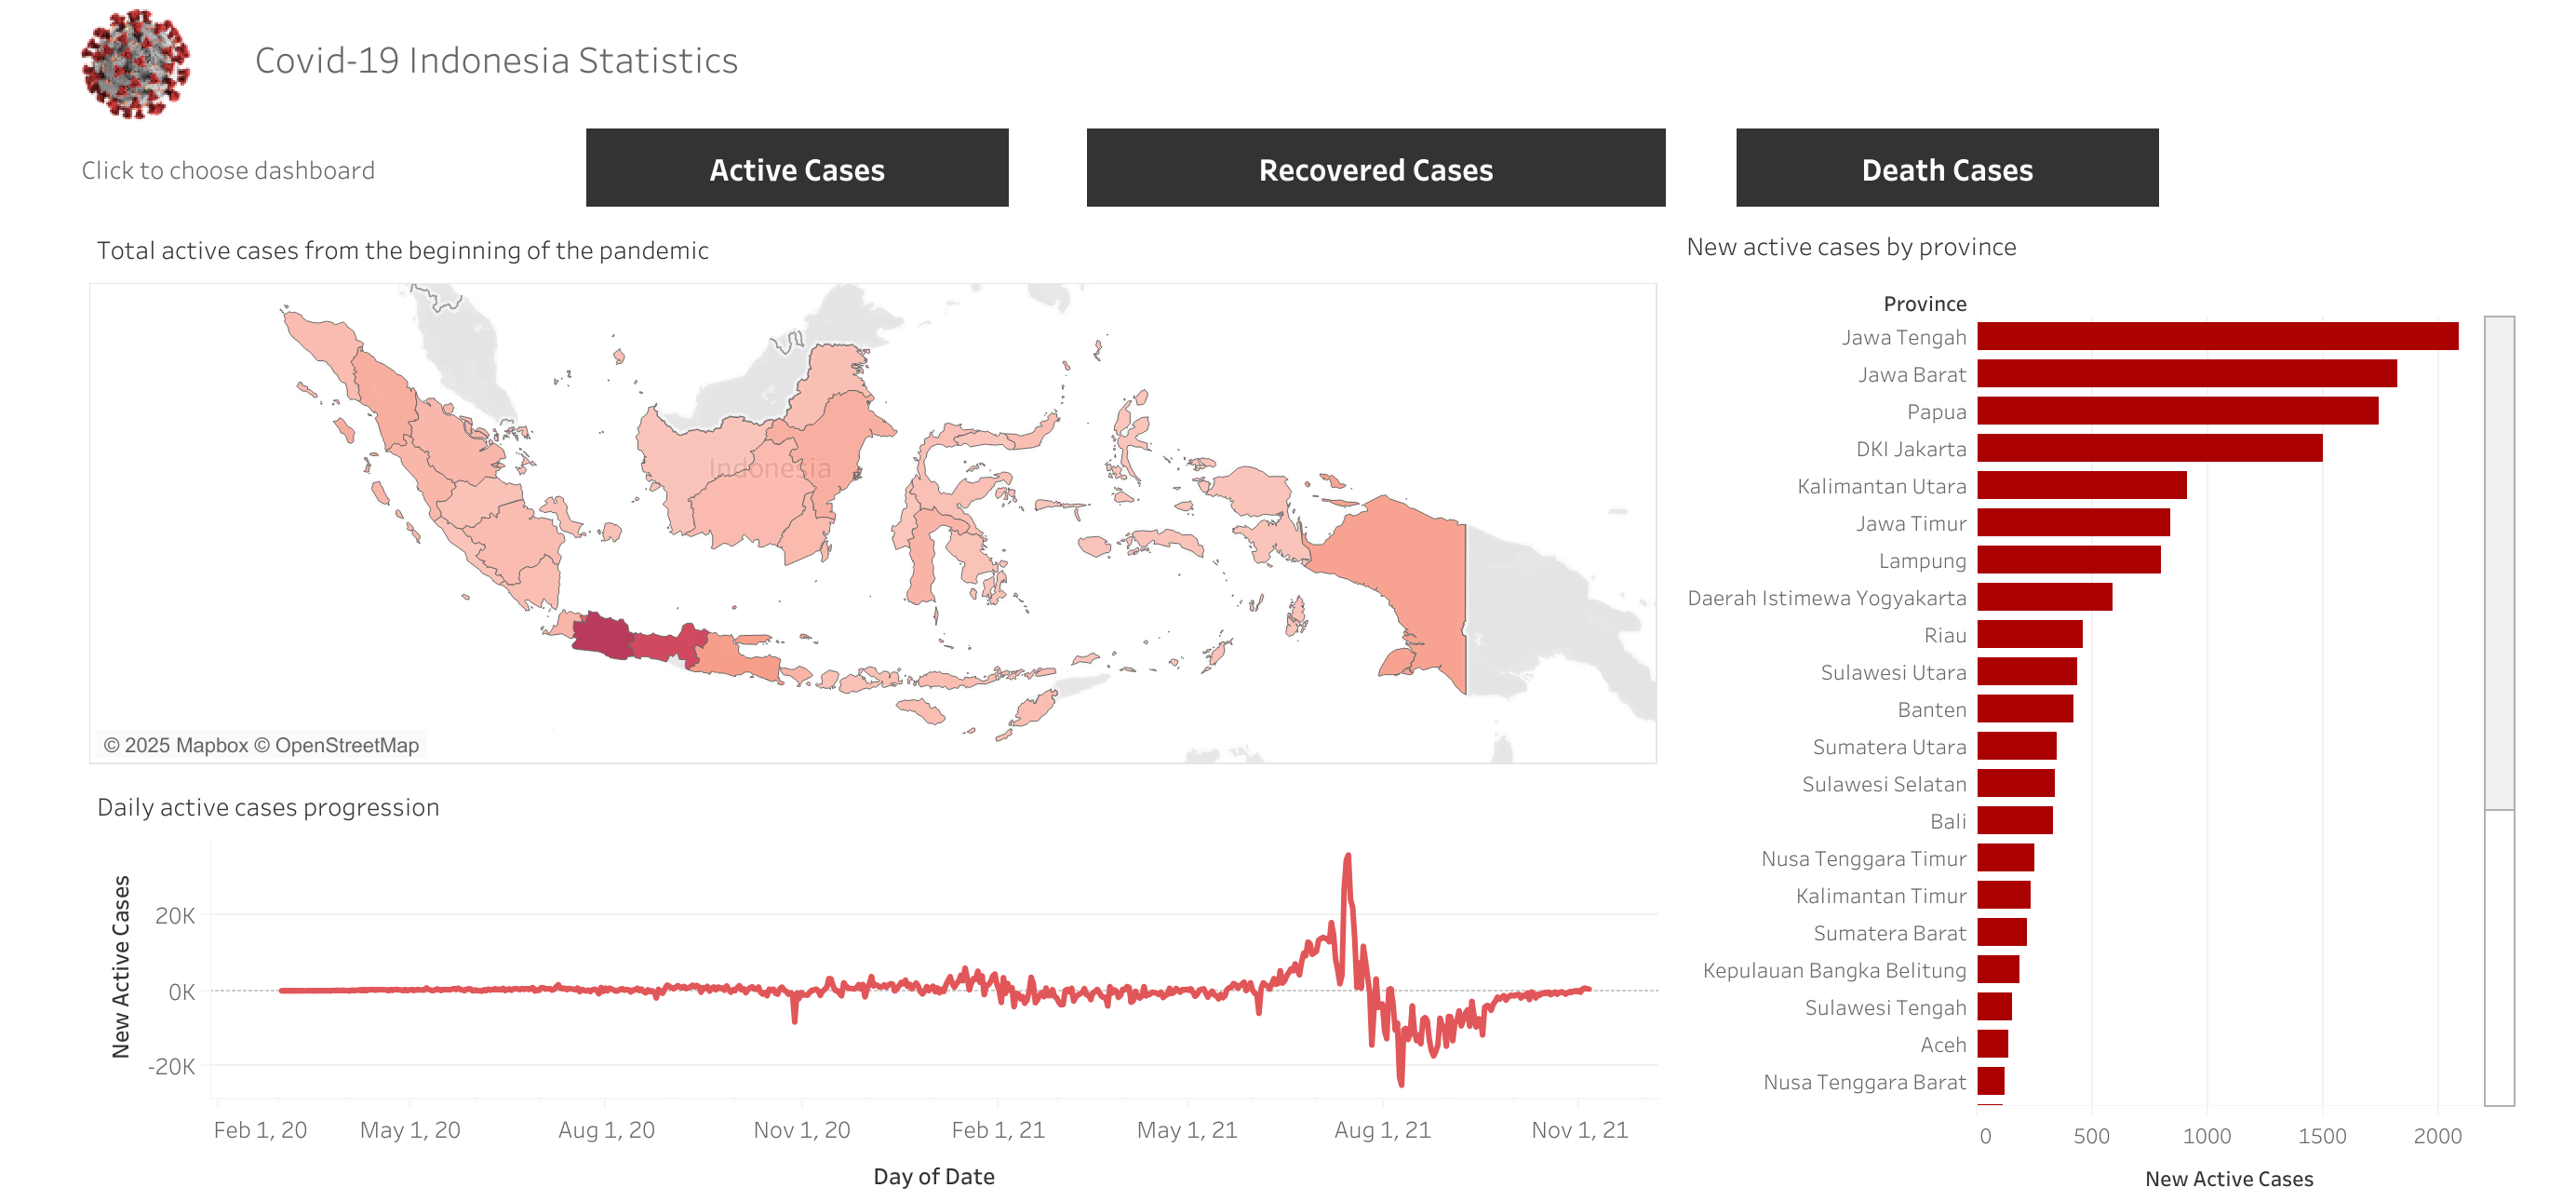 Covid-19 Indonesia Statistics
Click to choose dashboard
Active Cases
Recovered Cases
Death Cases
Total active cases from the beginning of the pandemic
Indonesia
© 2025 Mapbox © OpenStreetMap
Daily active cases progression
New Active Cases
20K
0K
-20K
Feb 1, 20
May 1, 20
Aug 1, 20
Nov 1, 20
Feb 1, 21
May 1, 21
Aug 1, 21
Nov 1, 21
Day of Date
New active cases by province
Province
Jawa Tengah
Jawa Barat
Papua
DKI Jakarta
Kalimantan Utara
Jawa Timur
Lampung
Daerah Istimewa Yogyakarta
Riau
Sulawesi Utara
Banten
Sumatera Utara
Sulawesi Selatan
Bali
Nusa Tenggara Timur
Kalimantan Timur
Sumatera Barat
Kepulauan Bangka Belitung
Sulawesi Tengah
Aceh
Nusa Tenggara Barat
0
500
1000
1500
2000
New Active Cases